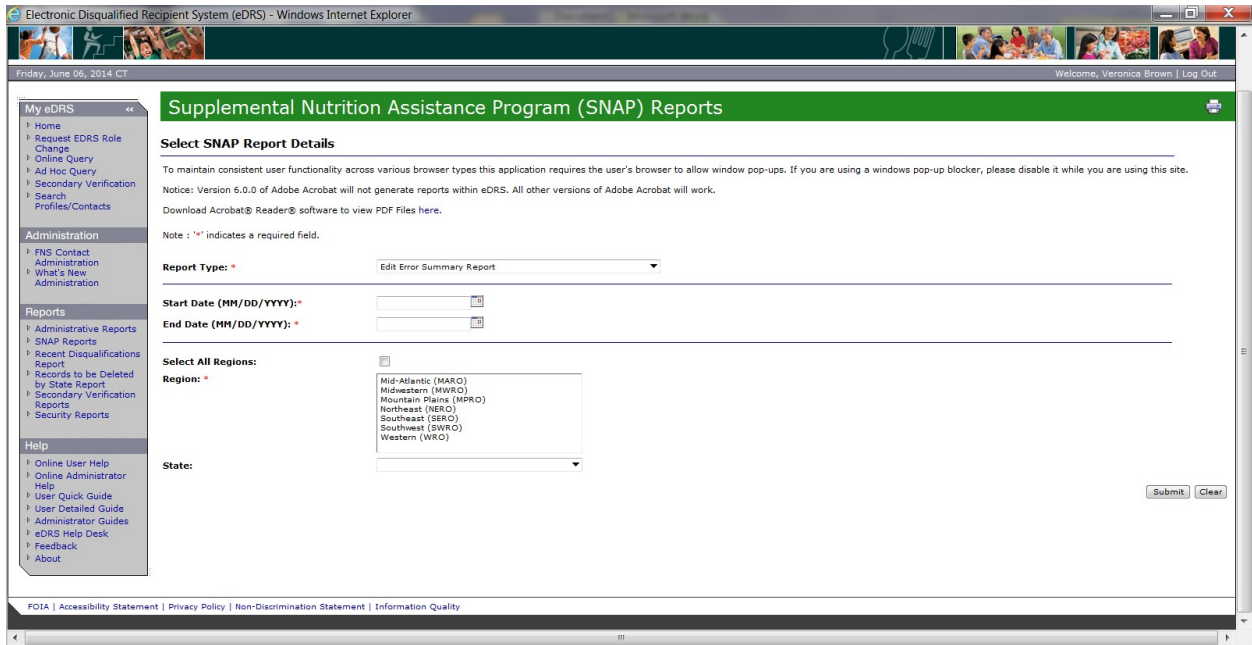 Electronic Disqualified Recipient System (eDRS) - Windows Internet Explorer
Friday, June 06, 2014 CT
Welcome, Veronica Brown | Log Out
My eDRS «
Home
Request EDRS Role
Change
Online Query
Ad Hoc Query
Secondary Verification
Search
Profiles/Contacts
Administration
FNS Contact
Administration
What's New
Administration
Reports
Administrative Reports
SNAP Reports
Recent Disqualifications
Report
Records to be Deleted
by State Report
Secondary Verification
Reports
Security Reports
Help
Online User Help
Online Administrator
Help
User Quick Guide
User Detailed Guide
Administrator Guides
eDRS Help Desk
Feedback
About
Supplemental Nutrition Assistance Program (SNAP) Reports
Select SNAP Report Details
To maintain consistent user functionality across various browser types this application requires the user's browser to allow window pop-ups. If you are using a windows pop-up blocker, please disable it while you are using this site.
Notice: Version 6.0.0 of Adobe Acrobat will not generate reports within eDRS. All other versions of Adobe Acrobat will work.
Download Acrobat® Reader® software to view PDF Files here.
Note : '*' indicates a required field.
Report Type: * Edit Error Summary Report
Start Date (MM/DD/YYYY):*
End Date (MM/DD/YYYY): *
Select All Regions:
Region: *
Mid-Atlantic (MARO)
Midwestern (MWRO)
Mountain Plains (MPRO)
Northeast (NERO)
Southeast (SERO)
Southwest (SWRO)
Western (WRO)
State:
Submit Clear
FOIA | Accessibility Statement | Privacy Policy | Non-Discrimination Statement | Information Quality